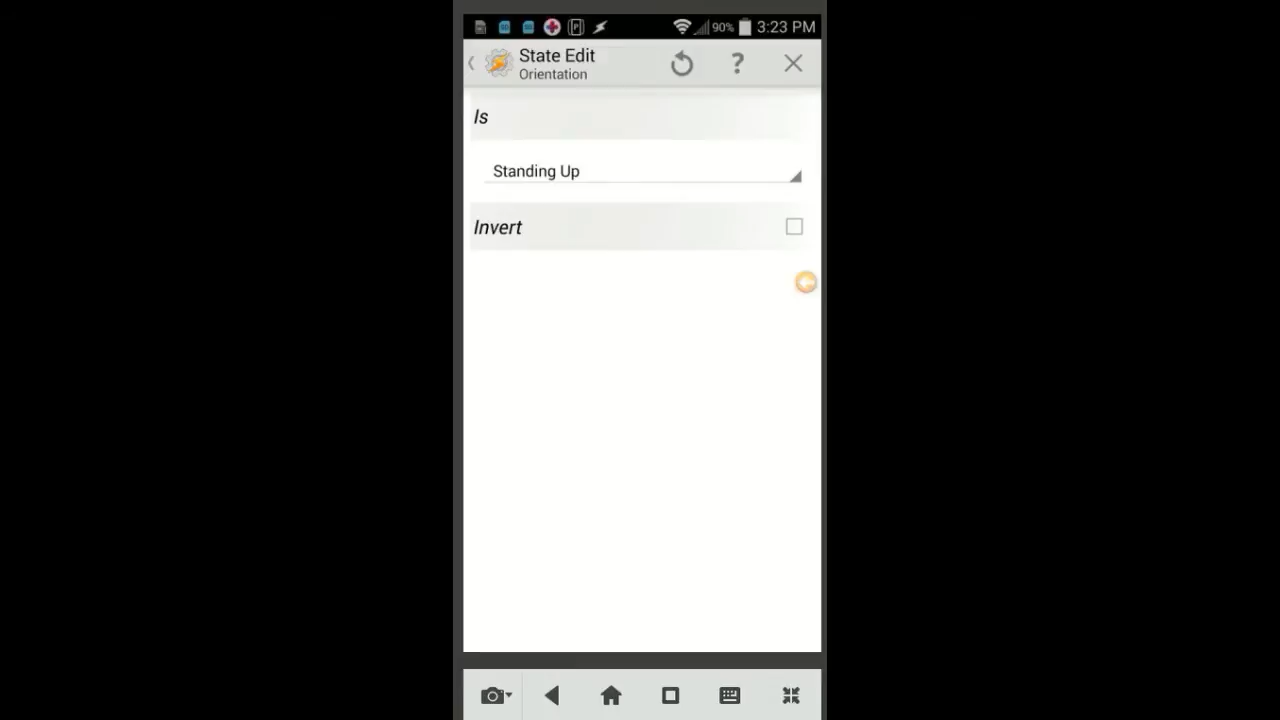 90% 3:23 PM
State Edit
Orientation
?
Is
Standing Up
Invert